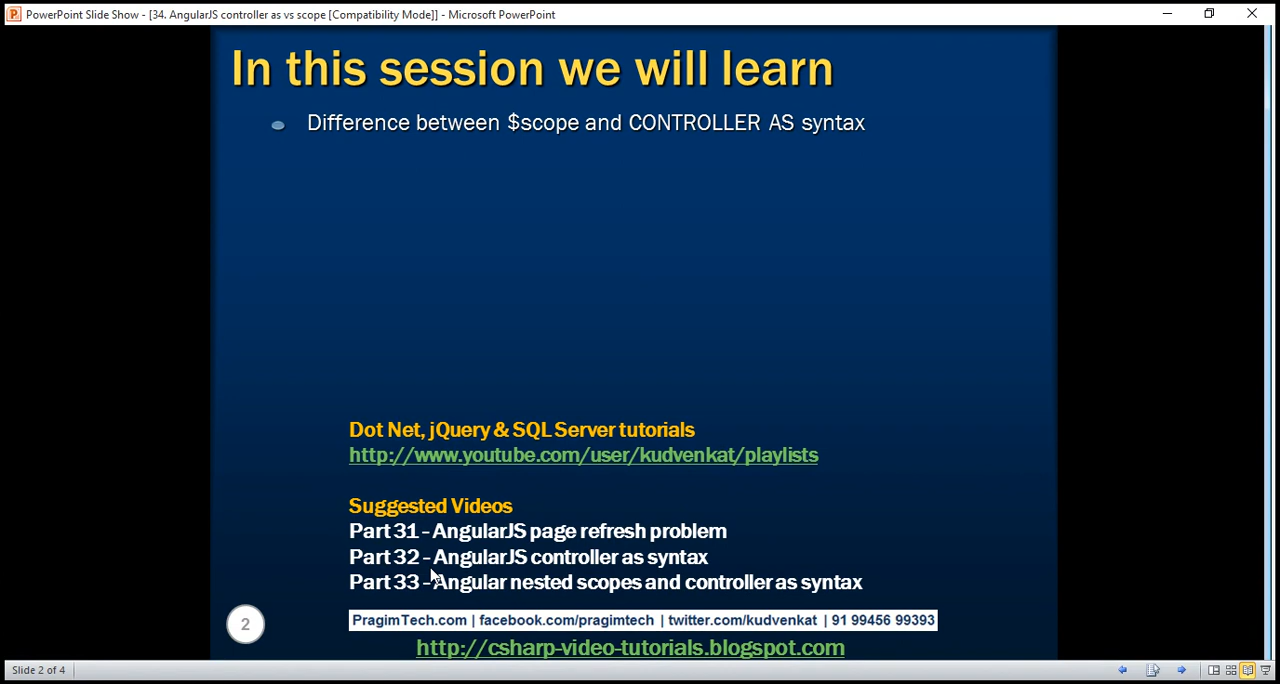 PowerPoint Slide Show - [34. AngularJS controller as vs scope [Compatibility Mode]] - Microsoft PowerPoint
In this session we will learn
Difference between $scope and CONTROLLER AS syntax
Dot Net, jQuery & SQL Server tutorials
http://www.youtube.com/user/kudvenkat/playlists
Suggested Videos
Part 31 - AngularJS page refresh problem
Part 32 - AngularJS controller as syntax
Part 33 - Angular nested scopes and controller as syntax
2
PragimTech.com | facebook.com/pragimtech | twitter.com/kudvenkat | 91 99456 99393
http://csharp-video-tutorials.blogspot.com
Slide 2 of 4